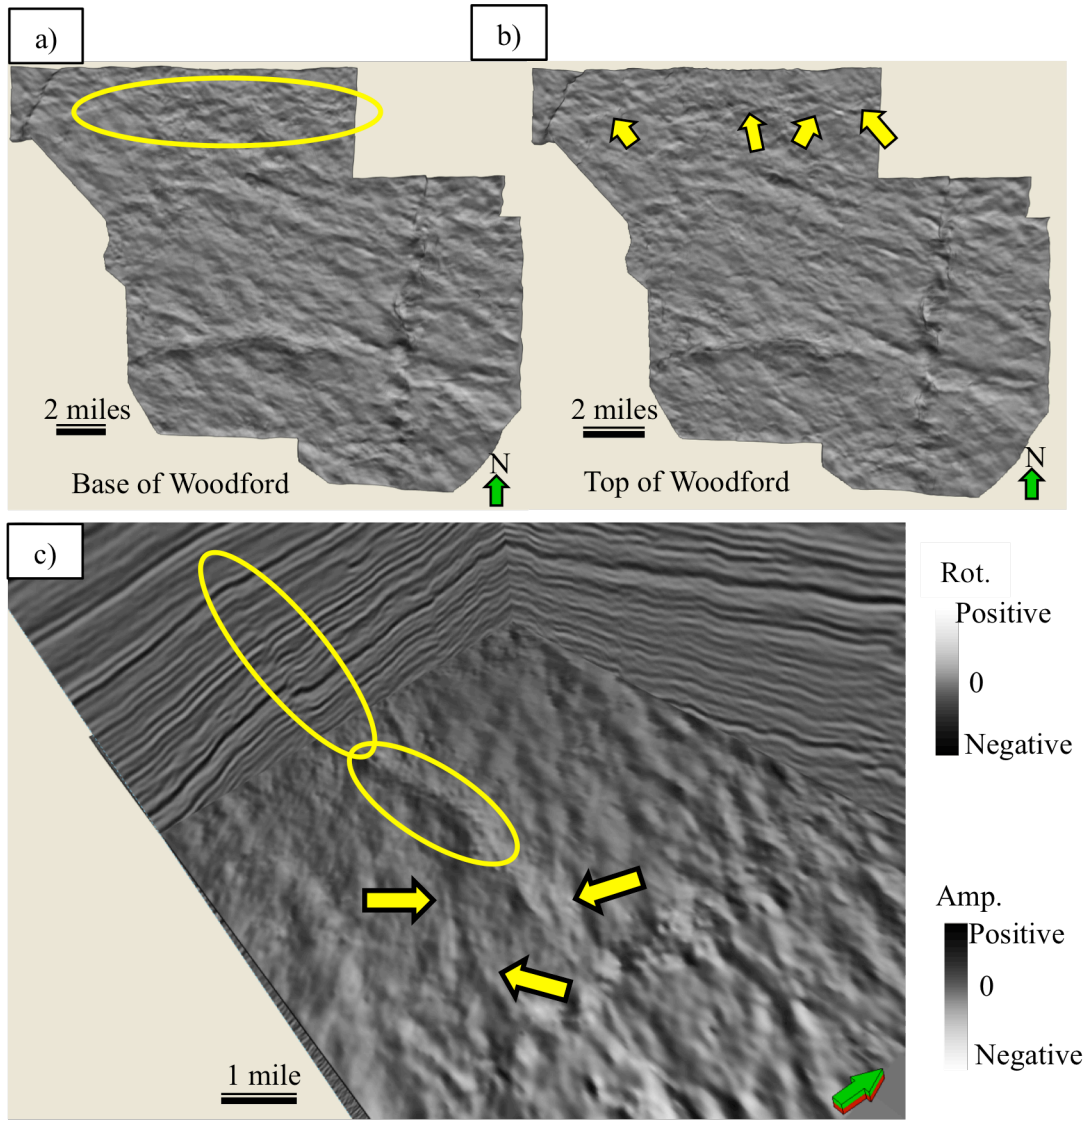 a)
b)
2 miles
2 miles
N
N
Base of Woodford
Top of Woodford
c)
Rot.
Positive
0
Negative
Amp.
Positive
0
Negative
1 mile